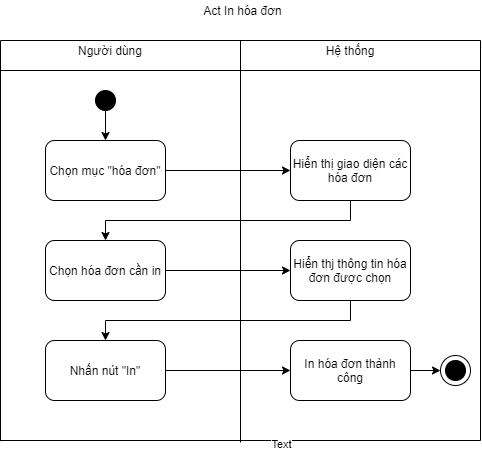 Act In hóa đơn
Người dùng
Hệ thống
Chọn mục "hóa đơn"
Hiển thị giao diện các
hóa đơn
Chọn hóa đơn cần in
Hiển thị thông tin hóa
đơn được chọn
Nhấn nút "In"
In hóa đơn thành
công
Text